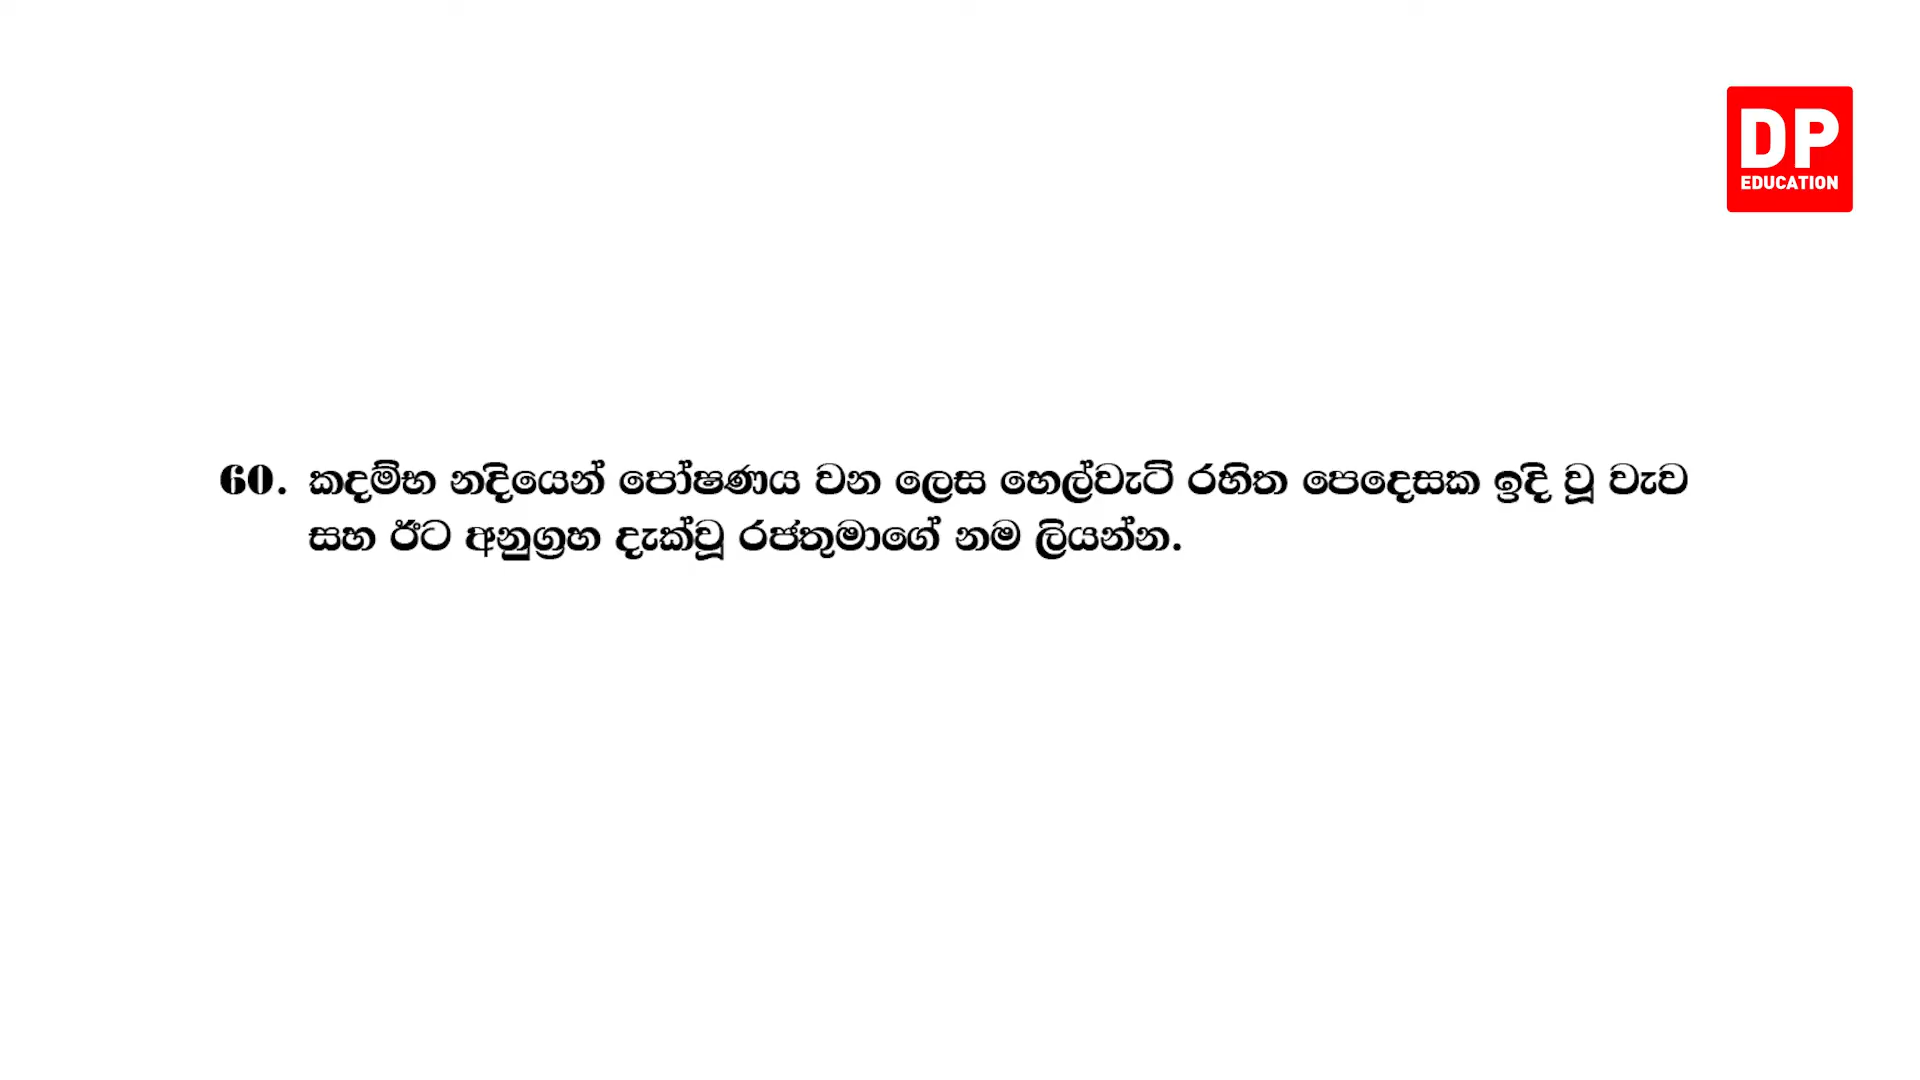 DP
EDUCATION
60. කදම්භ නදියෙන් පෝෂණය වන ලෙස හෙල්වැටි රහිත පෙදෙසක ඉදි වූ වැව
සහ ඊට අනුග්‍රහ දැක්වූ රජතුමාගේ නම ලියන්න.